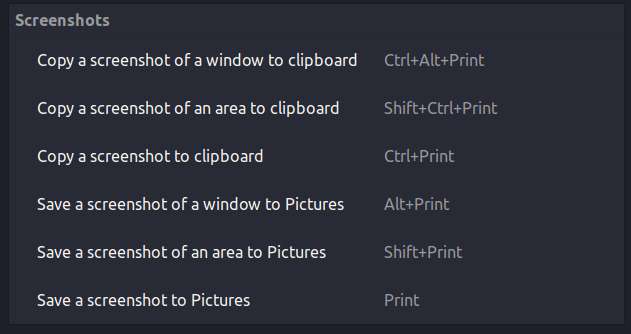 Screenshots
Copy a screenshot of a window to clipboard Ctrl+Alt+Print
Copy a screenshot of an area to clipboard Shift+Ctrl+Print
Copy a screenshot to clipboard Ctrl+Print
Save a screenshot of a window to Pictures Alt+Print
Save a screenshot of an area to Pictures Shift+Print
Save a screenshot to Pictures Print